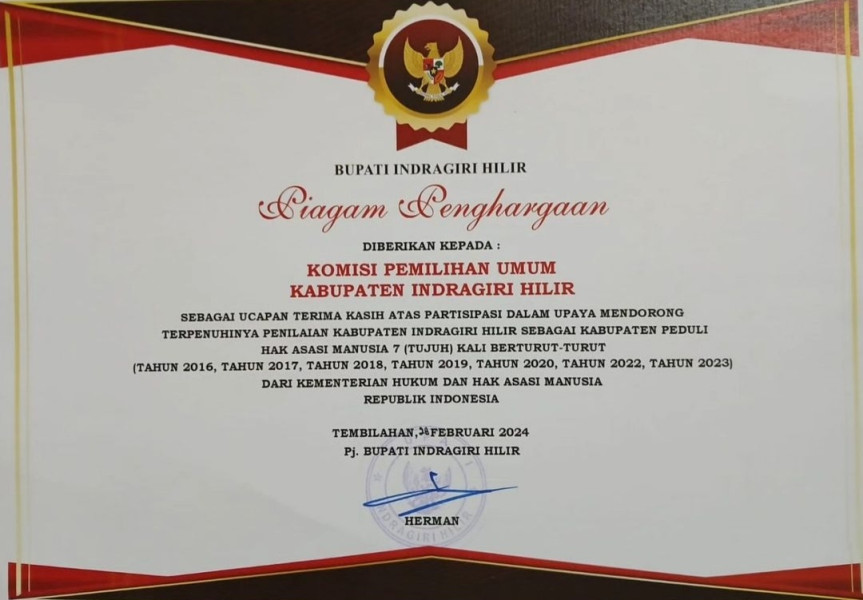 BUPATI INDRAGIRI HILIR
Piagam Penghargaan
DIBERIKAN KEPADA :
KOMISI PEMILIHAN UMUM
KABUPATEN INDRAGIRI HILIR
SEBAGAI UCAPAN TERIMA KASIH ATAS PARTISIPASI DALAM UPAYA MENDORONG
TERPENUHINYA PENILAIAN KABUPATEN INDRAGIRI HILIR SEBAGAI KABUPATEN PEDULI
HAK ASASI MANUSIA 7 (TUJUH) KALI BERTURUT-TURUT
(TAHUN 2016, TAHUN 2017, TAHUN 2018, TAHUN 2019, TAHUN 2020, TAHUN 2022, TAHUN 2023)
DARI KEMENTERIAN HUKUM DAN HAK ASASI MANUSIA
REPUBLIK INDONESIA
TEMBILAHAN, FEBRUARI 2024
Pj. BUPATI INDRAGIRI HILIR
BUPATI
HERMAN
INDRAGIRI HILIR